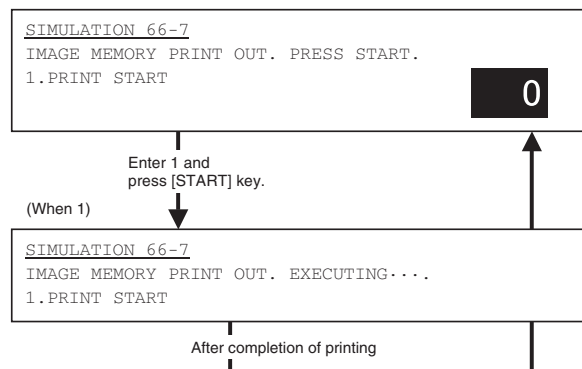 SIMULATION 66-7
IMAGE MEMORY PRINT OUT. PRESS START.
1.PRINT START
0
Enter 1 and
press [START] key.
(When 1)
SIMULATION 66-7
IMAGE MEMORY PRINT OUT. EXECUTING····.
1.PRINT START
After completion of printing